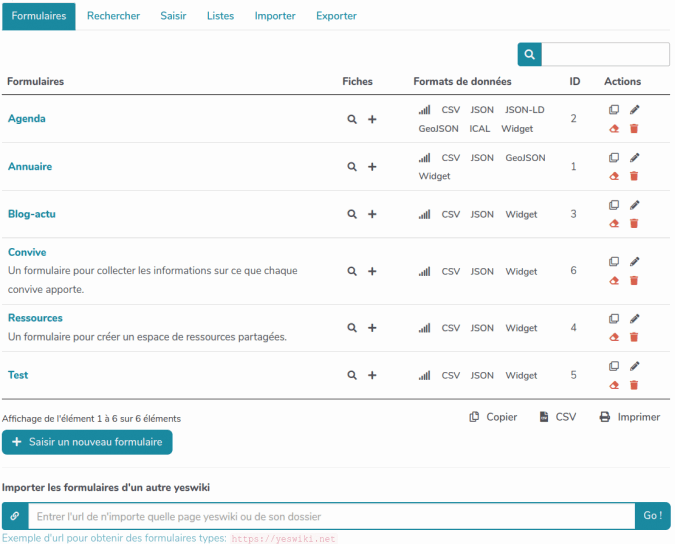 Formulaires Rechercher Saisir Listes Importer Exporter
Formulaires Fiches Formats de données ID Actions
Agenda CSV JSON JSON-LD 2
GeoJSON ICAL Widget
Annuaire CSV JSON GeoJSON 1
Widget
Blog-actu CSV JSON Widget 3
Convive
Un formulaire pour collecter les informations sur ce que chaque CSV JSON Widget 6
convive apporte.
Ressources
Un formulaire pour créer un espace de ressources partagées. CSV JSON Widget 4
Test CSV JSON Widget 5
Affichage de l'élément 1 à 6 sur 6 éléments Copier CSV Imprimer
+ Saisir un nouveau formulaire
Importer les formulaires d'un autre yeswiki
Entrer l'url de n'importe quelle page yeswiki ou de son dossier Go !
Exemple d'url pour obtenir des formulaires types: https://yeswiki.net